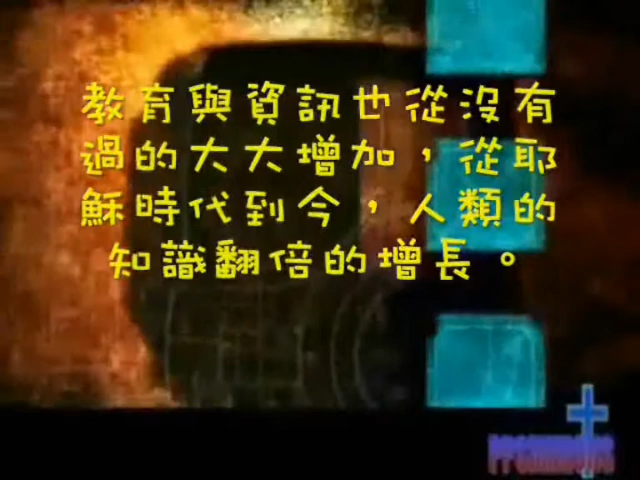 教育與資訊也從沒有
過的大大增加，從耶
穌時代到今，人類的
知識翻倍的增長。